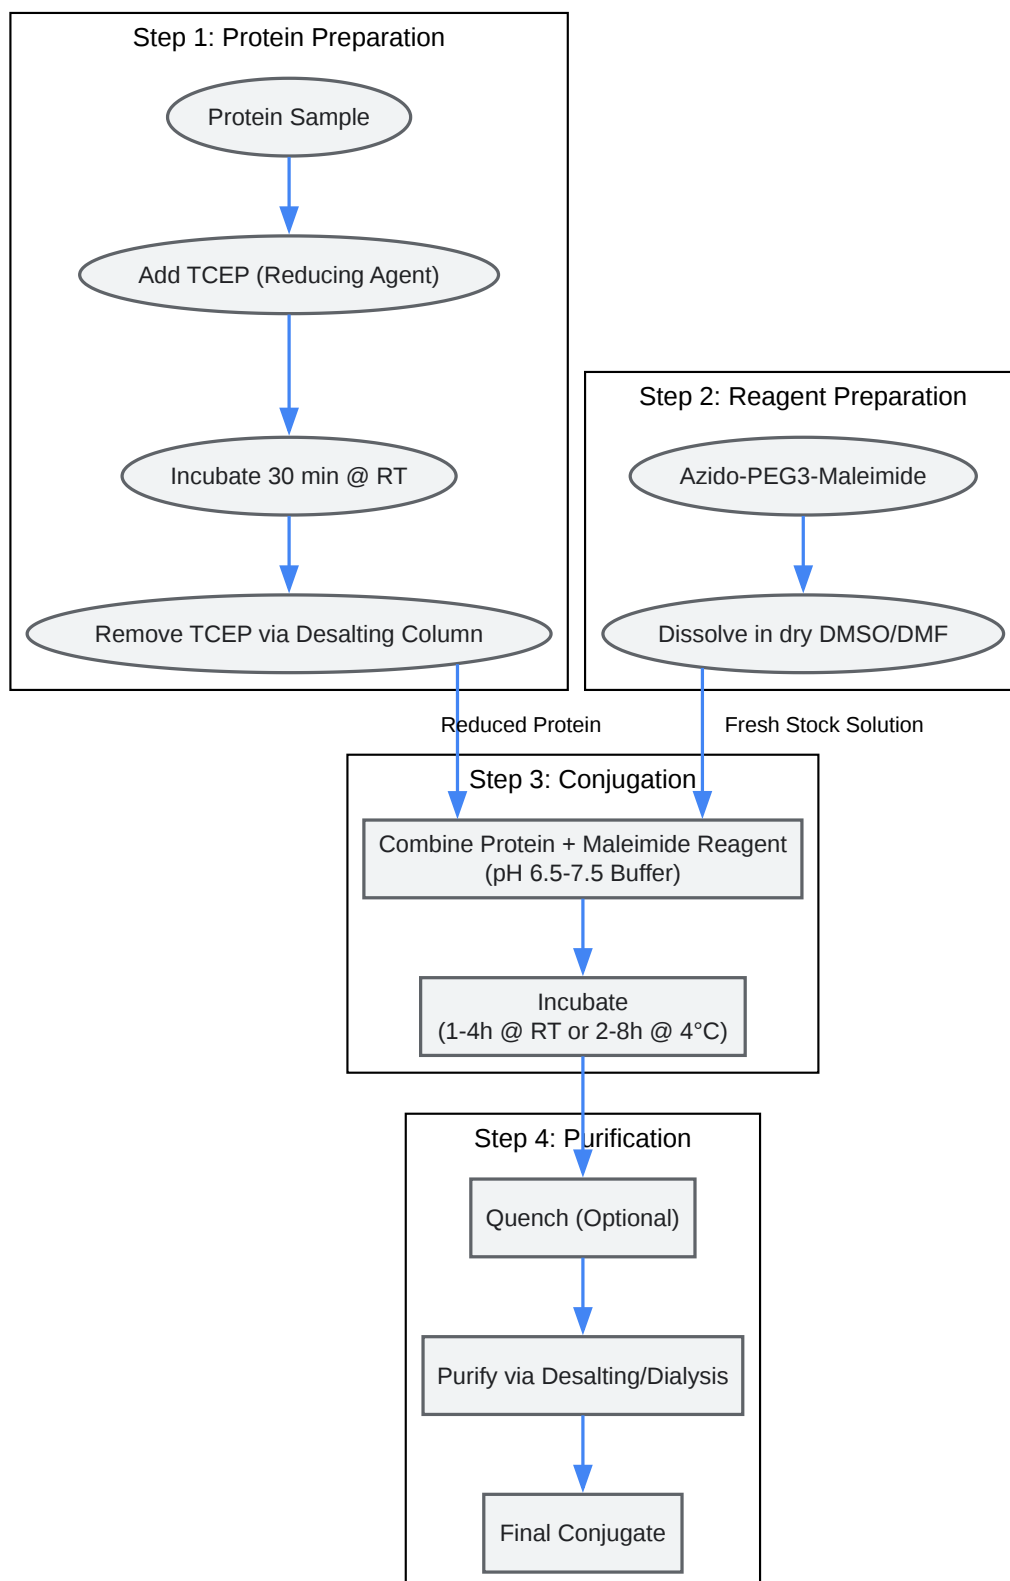 Step 1: Protein Preparation
Protein Sample
Add TCEP (Reducing Agent)
Incubate 30 min @ RT
Remove TCEP via Desalting Column
Step 2: Reagent Preparation
Azido-PEG3-Maleimide
Dissolve in dry DMSO/DMF
Reduced Protein
Fresh Stock Solution
Step 3: Conjugation
Combine Protein + Maleimide Reagent
(pH 6.5-7.5 Buffer)
Incubate
(1-4h @ RT or 2-8h @ 4°C)
Step 4: Purification
Quench (Optional)
Purify via Desalting/Dialysis
Final Conjugate